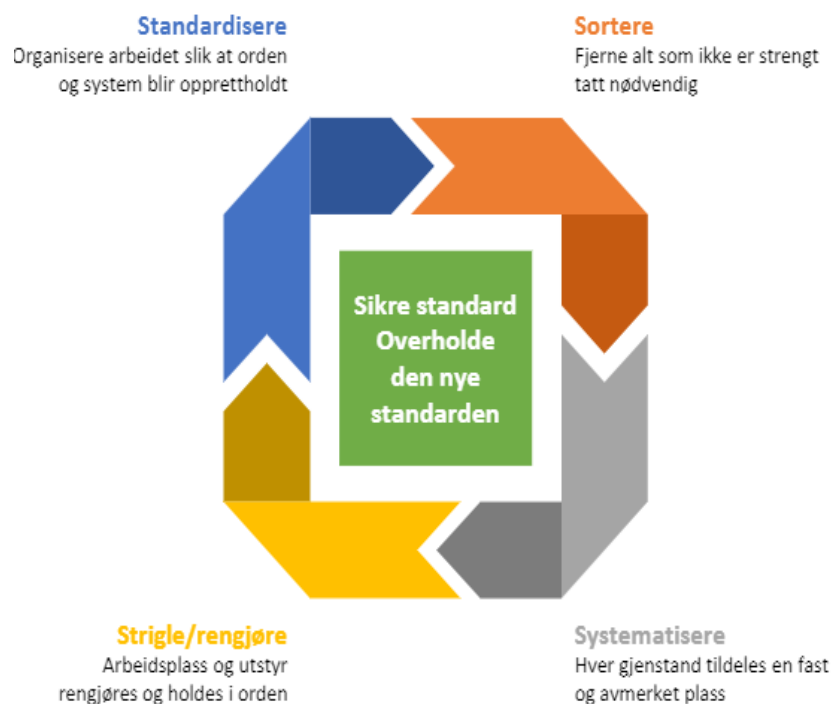 Standardisere
Organisere arbeidet slik at orden
og system blir opprettholdt
Sortere
Fjerne alt som ikke er strengt
tatt nødvendig
Sikre standard
Overholde
den nye
standarden
Strigle/rengjøre
Arbeidsplass og utstyr
rengjøres og holdes i orden
Systematisere
Hver gjenstand tildeles en fast
og avmerket plass